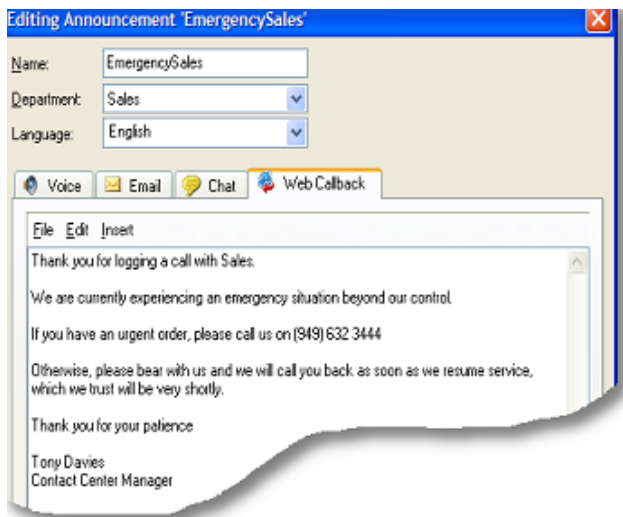 Editing Announcement 'EmergencySales'
Name: EmergencySales
Department: Sales
Language: English
Voice Email Chat Web Callback
File Edit Insert
Thank you for logging a call with Sales.
We are currently experiencing an emergency situation beyond our control.
If you have an urgent order, please call us on (949) 632 3444
Otherwise, please bear with us and we will call you back as soon as we resume service,
which we trust will be very shortly.
Thank you for your patience
Tony Davies
Contact Center Manager